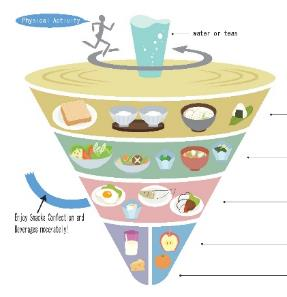 Physical Activity
water or teas
Enjoy Snacks Confection and
Beverages moderately!